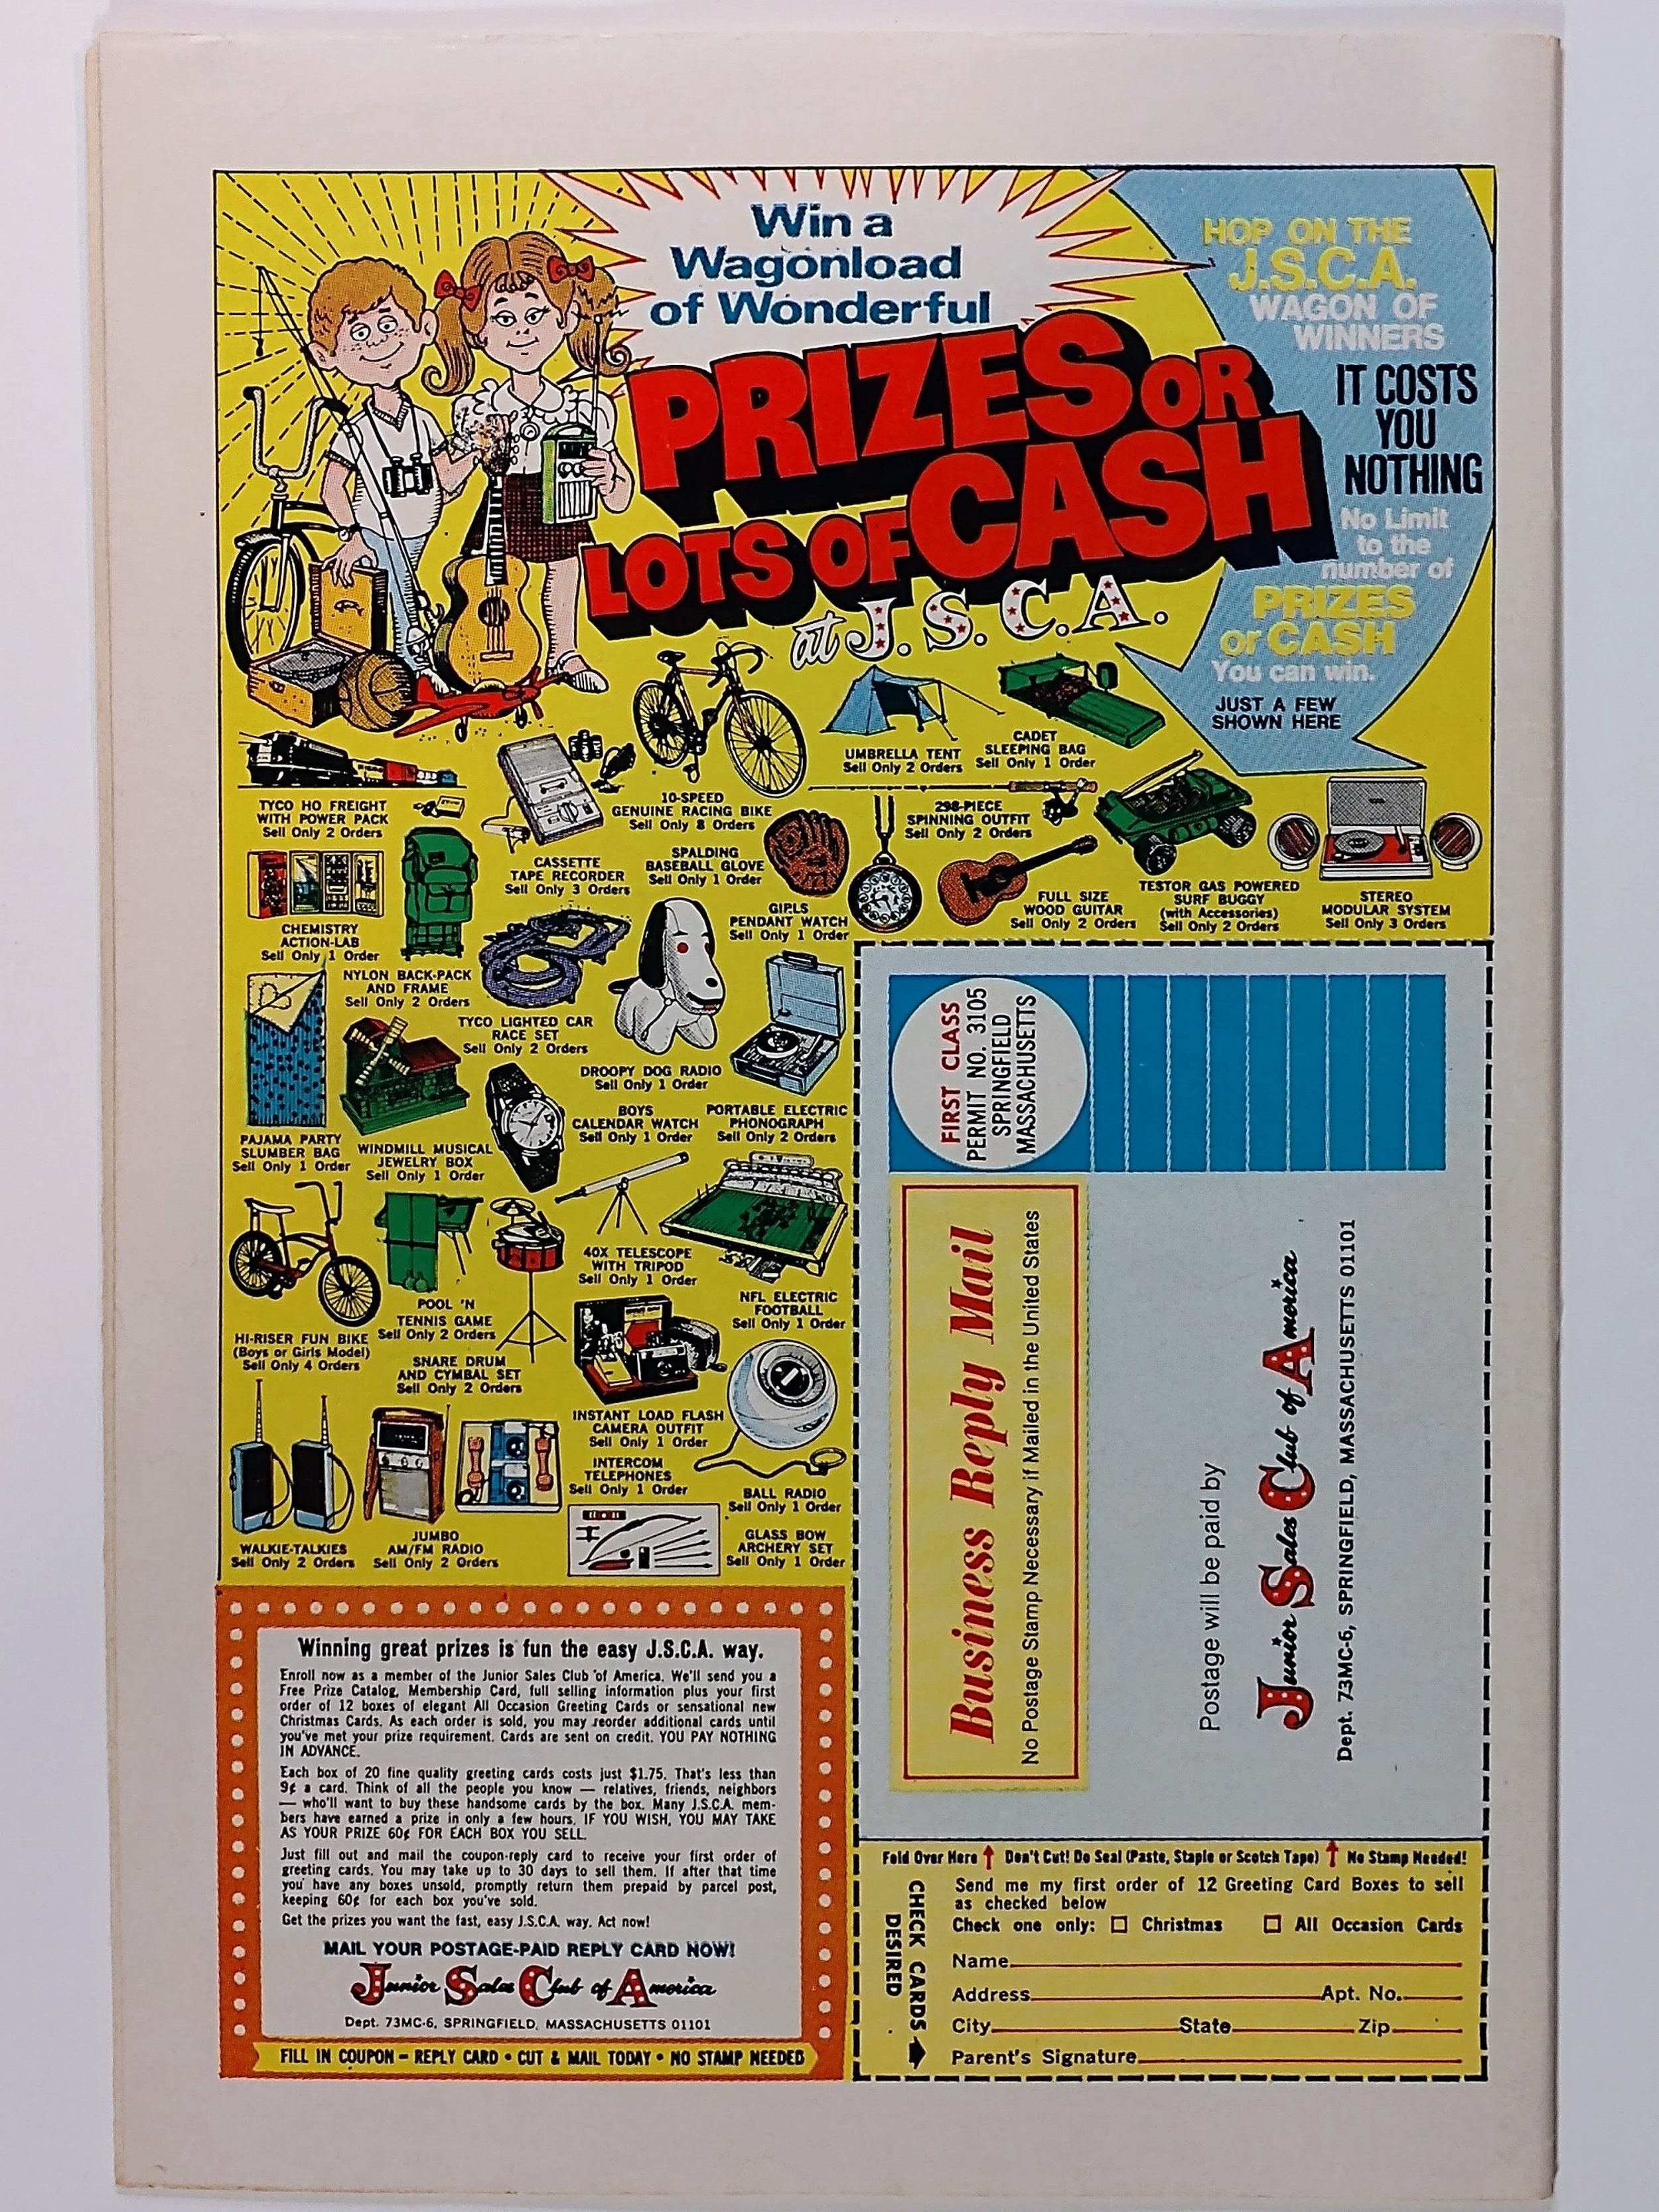 Win a
Wagonload
of Wonderful
PRIZES OR
LOTS OF CASH
at J.S.C.A.
HOP ON THE
J.S.C.A.
WAGON OF
WINNERS
IT COSTS
YOU
NOTHING
No Limit
to the
number of
PRIZES
or CASH
You can win.
JUST A FEW
SHOWN HERE
UMBRELLA TENT
Sell Only 2 Orders
CADET
SLEEPING BAG
Sell Only 1 Order
TYCO HO FREIGHT
WITH POWER PACK
Sell Only 2 Orders
10-SPEED
GENUINE RACING BIKE
Sell Only 8 Orders
298-PIECE
SPINNING OUTFIT
Sell Only 2 Orders
CASSETTE
TAPE RECORDER
Sell Only 3 Orders
SPALDING
BASEBALL GLOVE
Sell Only 1 Order
GIRLS
PENDANT WATCH
Sell Only 1 Order
FULL SIZE
WOOD GUITAR
Sell Only 2 Orders
TESTOR GAS POWERED
SURF BUGGY
(with Accessories)
Sell Only 2 Orders
STEREO
MODULAR SYSTEM
Sell Only 3 Orders
CHEMISTRY
ACTION-LAB
Sell Only 1 Order
NYLON BACK-PACK
AND FRAME
Sell Only 2 Orders
TYCO LIGHTED CAR
RACE SET
Sell Only 2 Orders
DROOPY DOG RADIO
Sell Only 1 Order
BOYS
CALENDAR WATCH
Sell Only 1 Order
PORTABLE ELECTRIC
PHONOGRAPH
Sell Only 2 Orders
PAJAMA PARTY
SLUMBER BAG
Sell Only 1 Order
WINDMILL MUSICAL
JEWELRY BOX
Sell Only 1 Order
40X TELESCOPE
WITH TRIPOD
Sell Only 1 Order
NFL ELECTRIC
FOOTBALL
Sell Only 1 Order
POOL 'N
TENNIS GAME
Sell Only 2 Orders
HI-RISER FUN BIKE
(Boys or Girls Model)
Sell Only 4 Orders
SNARE DRUM
AND CYMBAL SET
Sell Only 2 Orders
INSTANT LOAD FLASH
CAMERA OUTFIT
Sell Only 1 Order
INTERCOM
TELEPHONES
Sell Only 1 Order
BALL RADIO
Sell Only 1 Order
WALKIE-TALKIES
Sell Only 2 Orders
JUMBO
AM/FM RADIO
Sell Only 2 Orders
GLASS BOW
ARCHERY SET
Sell Only 1 Order
Winning great prizes is fun the easy J.S.C.A. way.
Enroll now as a member of the Junior Sales Club of America. We'll send you a
Free Prize Catalog, Membership Card, full selling information plus your first
order of 12 boxes of elegant All Occasion Greeting Cards or sensational new
Christmas Cards. As each order is sold, you may reorder additional cards until
you've met your prize requirement. Cards are sent on credit. YOU PAY NOTHING
IN ADVANCE.
Each box of 20 fine quality greeting cards costs just $1.75. That's less than
9¢ a card. Think of all the people you know — relatives, friends, neighbors
— who'll want to buy these handsome cards by the box. Many J.S.C.A. mem-
bers have earned a prize in only a few hours. IF YOU WISH, YOU MAY TAKE
AS YOUR PRIZE 60¢ FOR EACH BOX YOU SELL.
Just fill out and mail the coupon-reply card to receive your first order of
greeting cards. You may take up to 30 days to sell them. If after that time
you have any boxes unsold, promptly return them prepaid by parcel post,
keeping 60¢ for each box you've sold.
Get the prizes you want the fast, easy J.S.C.A. way. Act now!
MAIL YOUR POSTAGE-PAID REPLY CARD NOW!
Junior Sales Club of America
Dept. 73MC-6, SPRINGFIELD, MASSACHUSETTS 01101
FILL IN COUPON – REPLY CARD • CUT & MAIL TODAY • NO STAMP NEEDED
FIRST CLASS
PERMIT NO. 3105
SPRINGFIELD
MASSACHUSETTS
Business Reply Mail
No Postage Stamp Necessary if Mailed in the United States
Postage will be paid by
Junior Sales Club of America
Dept. 73MC-6, SPRINGFIELD, MASSACHUSETTS 01101
Fold Over Here Don't Cut! Do Seal (Paste, Staple or Scotch Tape) No Stamp Needed!
CHECK CARDS
DESIRED
Send me my first order of 12 Greeting Card Boxes to sell
as checked below
Check one only: Christmas All Occasion Cards
Name
Address Apt. No.
City State Zip
Parent's Signature